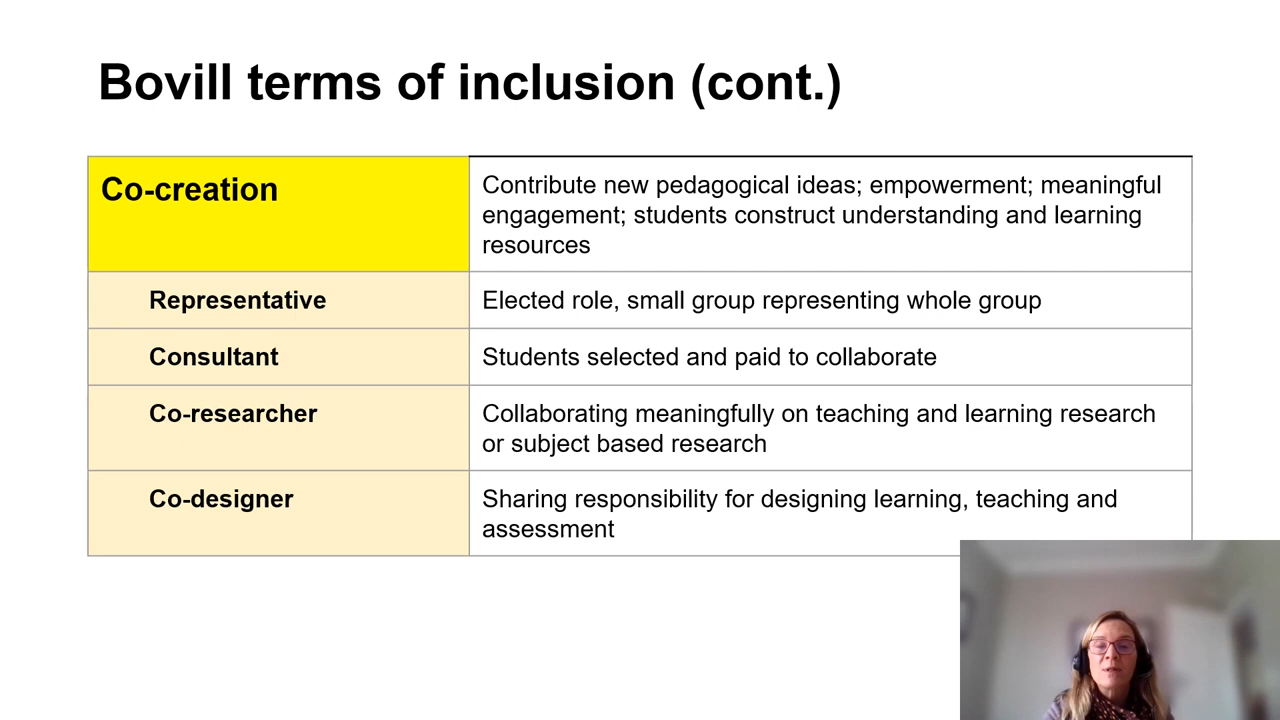 Bovill terms of inclusion (cont.)
Co-creation
Contribute new pedagogical ideas; empowerment; meaningful
engagement; students construct understanding and learning
resources
Representative
Elected role, small group representing whole group
Consultant
Students selected and paid to collaborate
Co-researcher
Collaborating meaningfully on teaching and learning research
or subject based research
Co-designer
Sharing responsibility for designing learning, teaching and
assessment